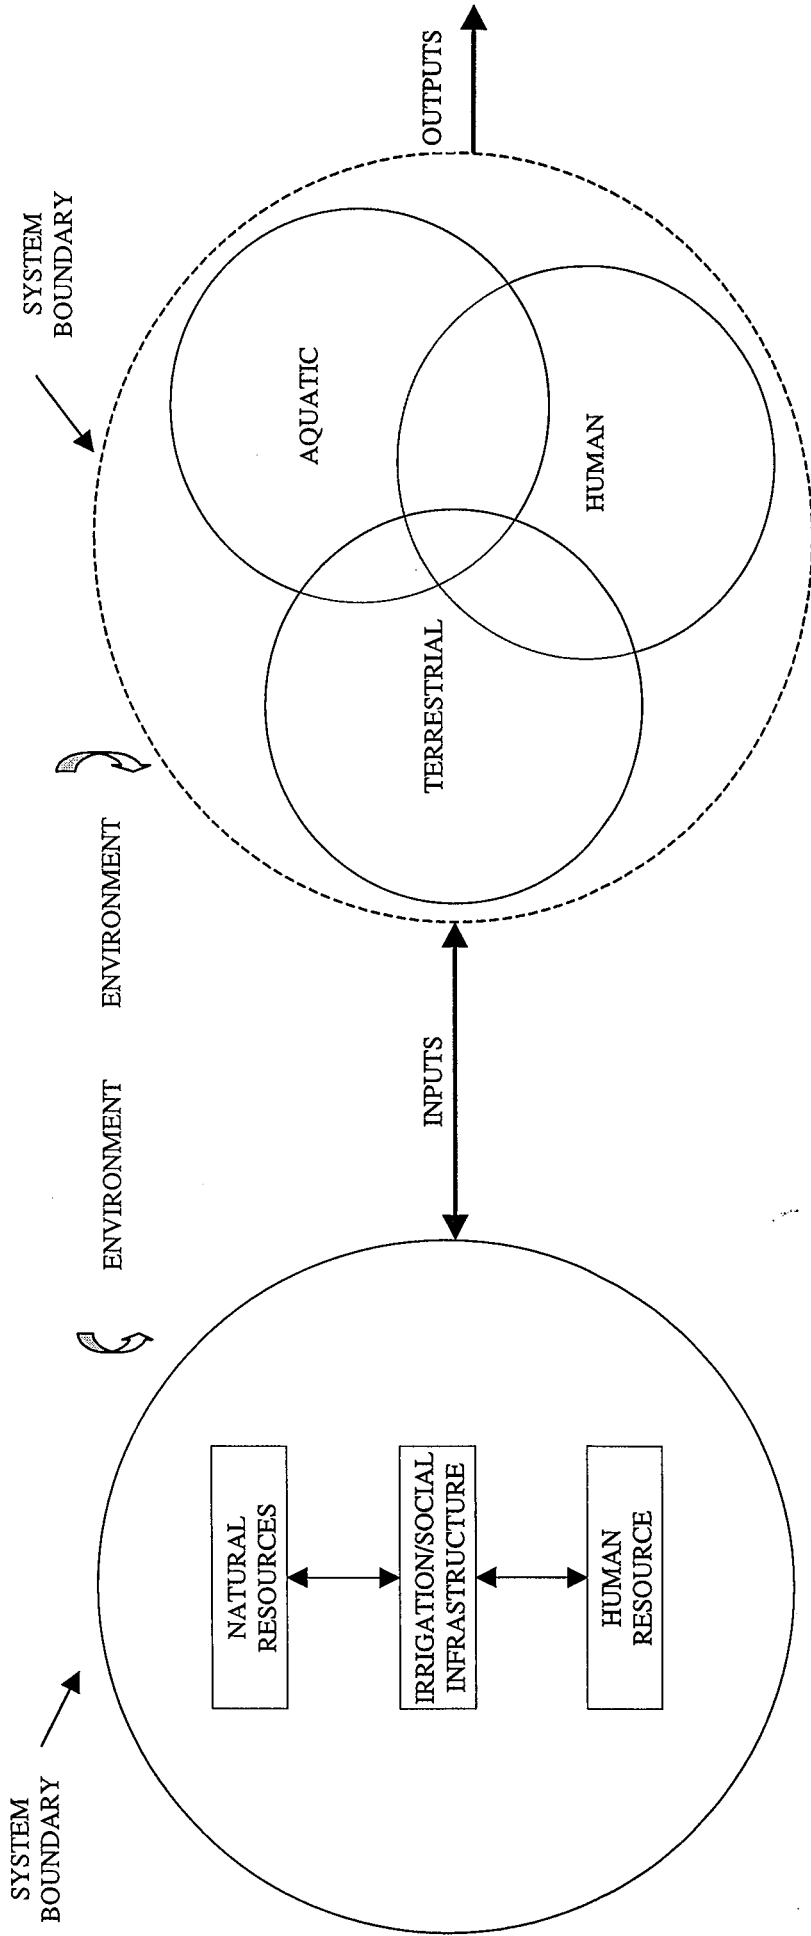 SYSTEM
BOUNDARY
ENVIRONMENT
NATURAL
RESOURCES
IRRIGATION/SOCIAL
INFRASTRUCTURE
HUMAN
RESOURCE
INPUTS
ENVIRONMENT
SYSTEM
BOUNDARY
TERRESTRIAL
AQUATIC
HUMAN
OUTPUTS